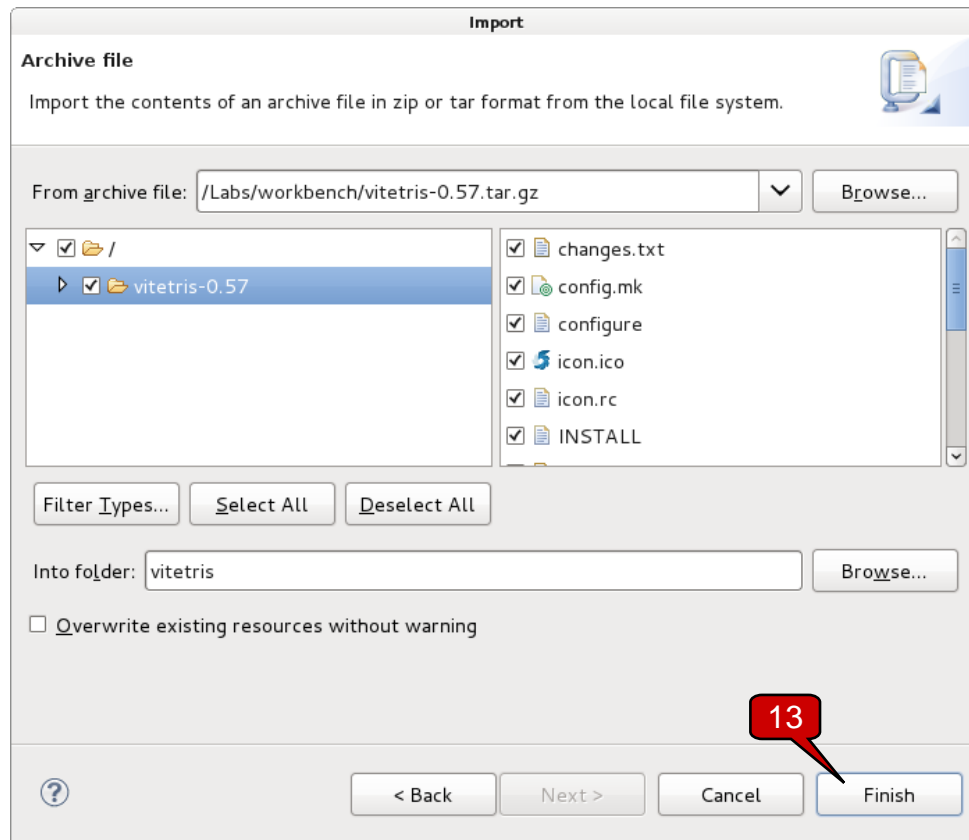 Import
Archive file
Import the contents of an archive file in zip or tar format from the local file system.
From archive file: /Labs/workbench/vitetris-0.57.tar.gz Browse...
/
vitetris-0.57
changes.txt
config.mk
configure
icon.ico
icon.rc
INSTALL
Filter Types... Select All Deselect All
Into folder: vitetris Browse...
Overwrite existing resources without warning
13
? < Back Next > Cancel Finish